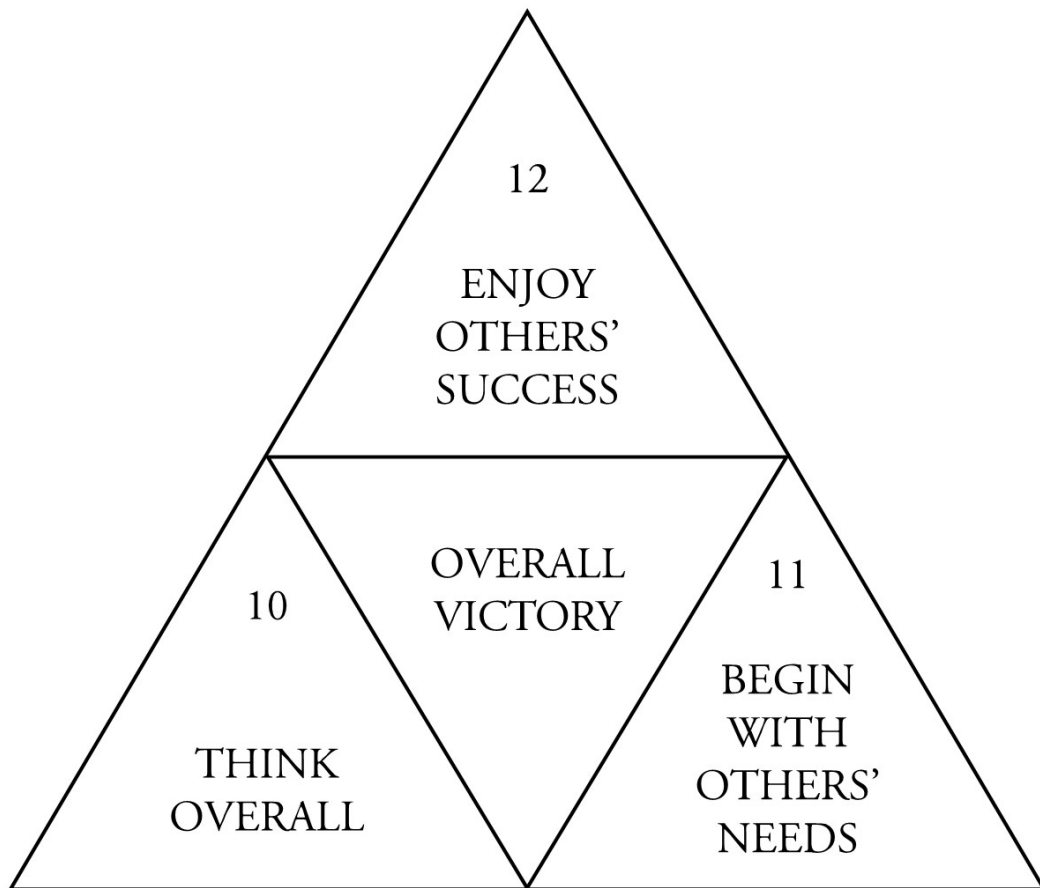 12
ENJOY
OTHERS’
SUCCESS
OVERALL
VICTORY
10
THINK
OVERALL
11
BEGIN
WITH
OTHERS’
NEEDS